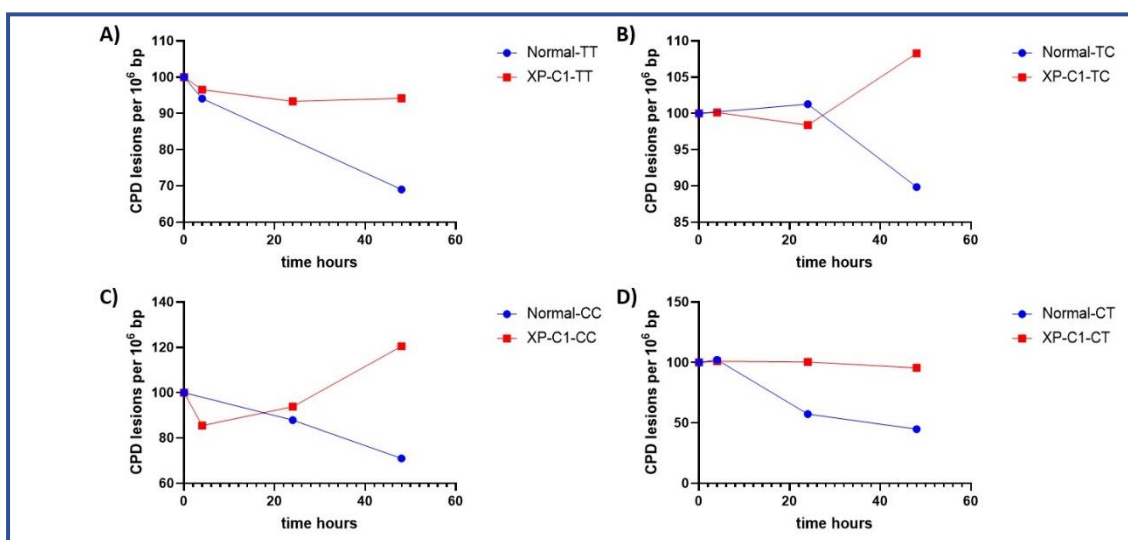 A)
110
100
90
80
70
60
0
20
40
60
CPD lesions per 10⁶ bp
time hours
Normal-TT
XP-C1-TT
B)
110
105
100
95
90
85
0
20
40
60
CPD lesions per 10⁶ bp
time hours
Normal-TC
XP-C1-TC
C)
140
120
100
80
60
0
20
40
60
CPD lesions per 10⁶ bp
time hours
Normal-CC
XP-C1-CC
D)
150
100
50
0
0
20
40
60
CPD lesions per 10⁶ bp
time hours
Normal-CT
XP-C1-CT